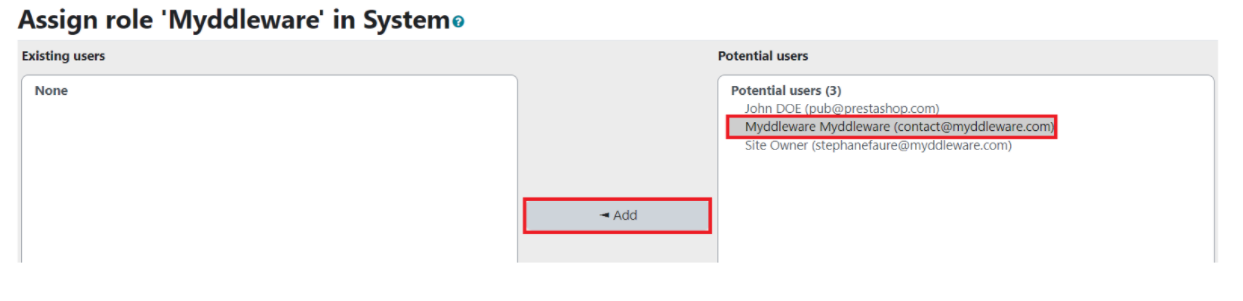 Assign role 'Myddleware' in System
Existing users
Potential users
None
Potential users (3)
John DOE (pub@prestashop.com)
Myddleware Myddleware (contact@myddleware.com)
Site Owner (stephanefaure@myddleware.com)
◄ Add